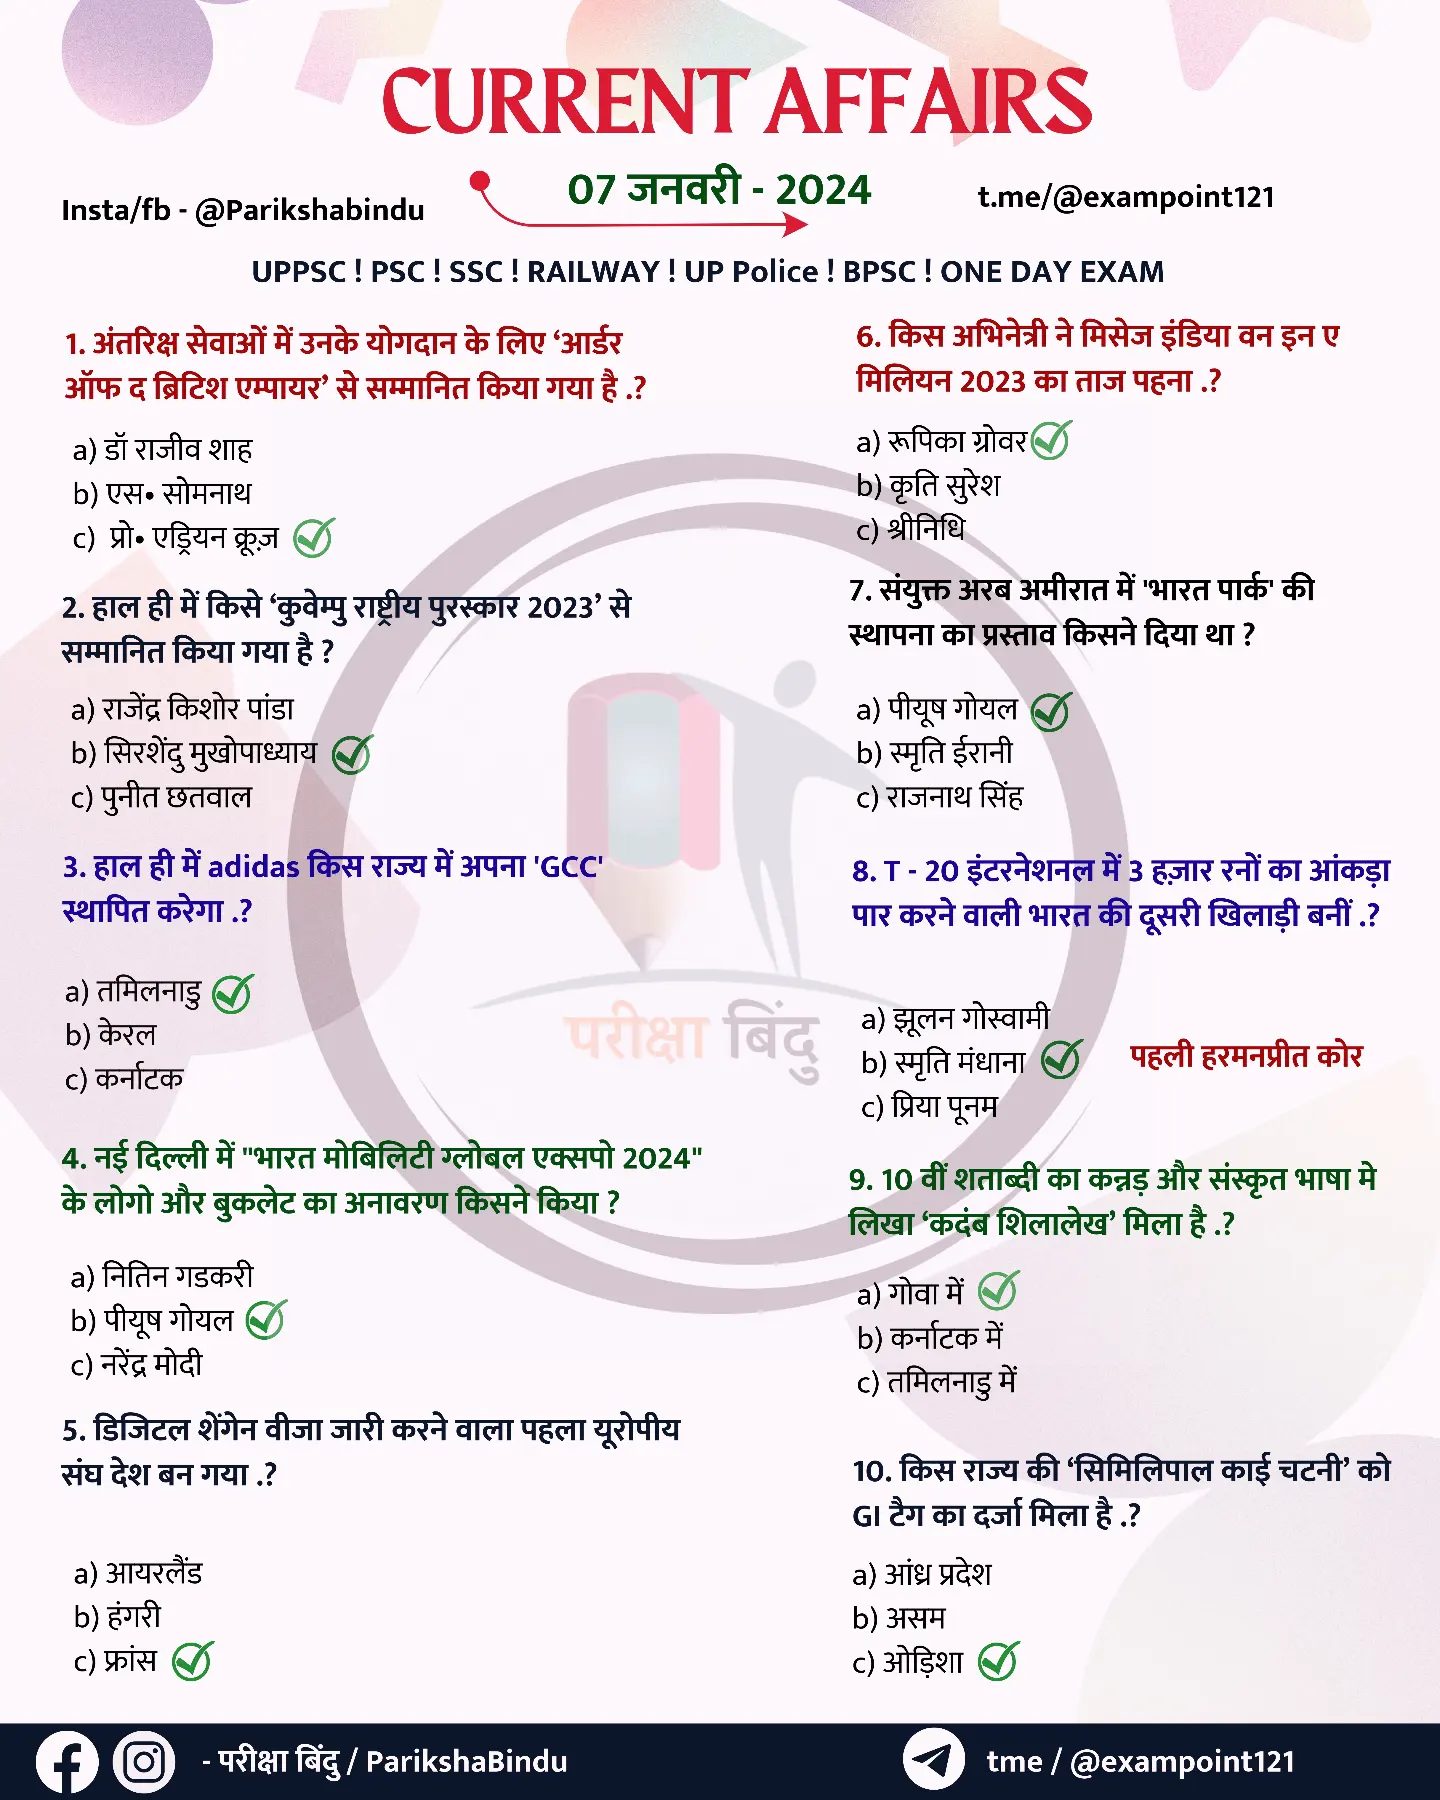 CURRENT AFFAIRS
07 जनवरी - 2024
Insta/fb - @Parikshabindu
t.me/@exampoint121
UPPSC ! PSC ! SSC ! RAILWAY ! UP Police ! BPSC ! ONE DAY EXAM
1. अंतरिक्ष सेवाओं में उनके योगदान के लिए ‘आर्डर
ऑफ द ब्रिटिश एम्पायर’ से सम्मानित किया गया है .?
a) डॉ राजीव शाह
b) एस• सोमनाथ
c) प्रो• एड्रियन क्रूज़
2. हाल ही में किसे ‘कुवेम्पु राष्ट्रीय पुरस्कार 2023’ से
सम्मानित किया गया है ?
a) राजेंद्र किशोर पांडा
b) सिरशेंदु मुखोपाध्याय
c) पुनीत छतवाल
3. हाल ही में adidas किस राज्य में अपना 'GCC'
स्थापित करेगा .?
a) तमिलनाडु
b) केरल
c) कर्नाटक
4. नई दिल्ली में "भारत मोबिलिटी ग्लोबल एक्सपो 2024"
के लोगो और बुकलेट का अनावरण किसने किया ?
a) नितिन गडकरी
b) पीयूष गोयल
c) नरेंद्र मोदी
5. डिजिटल शेंगेन वीजा जारी करने वाला पहला यूरोपीय
संघ देश बन गया .?
a) आयरलैंड
b) हंगरी
c) फ्रांस
6. किस अभिनेत्री ने मिसेज इंडिया वन इन ए
मिलियन 2023 का ताज पहना .?
a) रूपिका ग्रोवर
b) कृति सुरेश
c) श्रीनिधि
7. संयुक्त अरब अमीरात में 'भारत पार्क' की
स्थापना का प्रस्ताव किसने दिया था ?
a) पीयूष गोयल
b) स्मृति ईरानी
c) राजनाथ सिंह
8. T - 20 इंटरनेशनल में 3 हज़ार रनों का आंकड़ा
पार करने वाली भारत की दूसरी खिलाड़ी बनीं .?
a) झूलन गोस्वामी
b) स्मृति मंधाना
पहली हरमनप्रीत कोर
c) प्रिया पूनम
9. 10 वीं शताब्दी का कन्नड़ और संस्कृत भाषा मे
लिखा ‘कदंब शिलालेख’ मिला है .?
a) गोवा में
b) कर्नाटक में
c) तमिलनाडु में
10. किस राज्य की ‘सिमिलिपाल काई चटनी’ को
GI टैग का दर्जा मिला है .?
a) आंध्र प्रदेश
b) असम
c) ओड़िशा
परीक्षा बिंदु
- परीक्षा बिंदु / ParikshaBindu
tme / @exampoint121